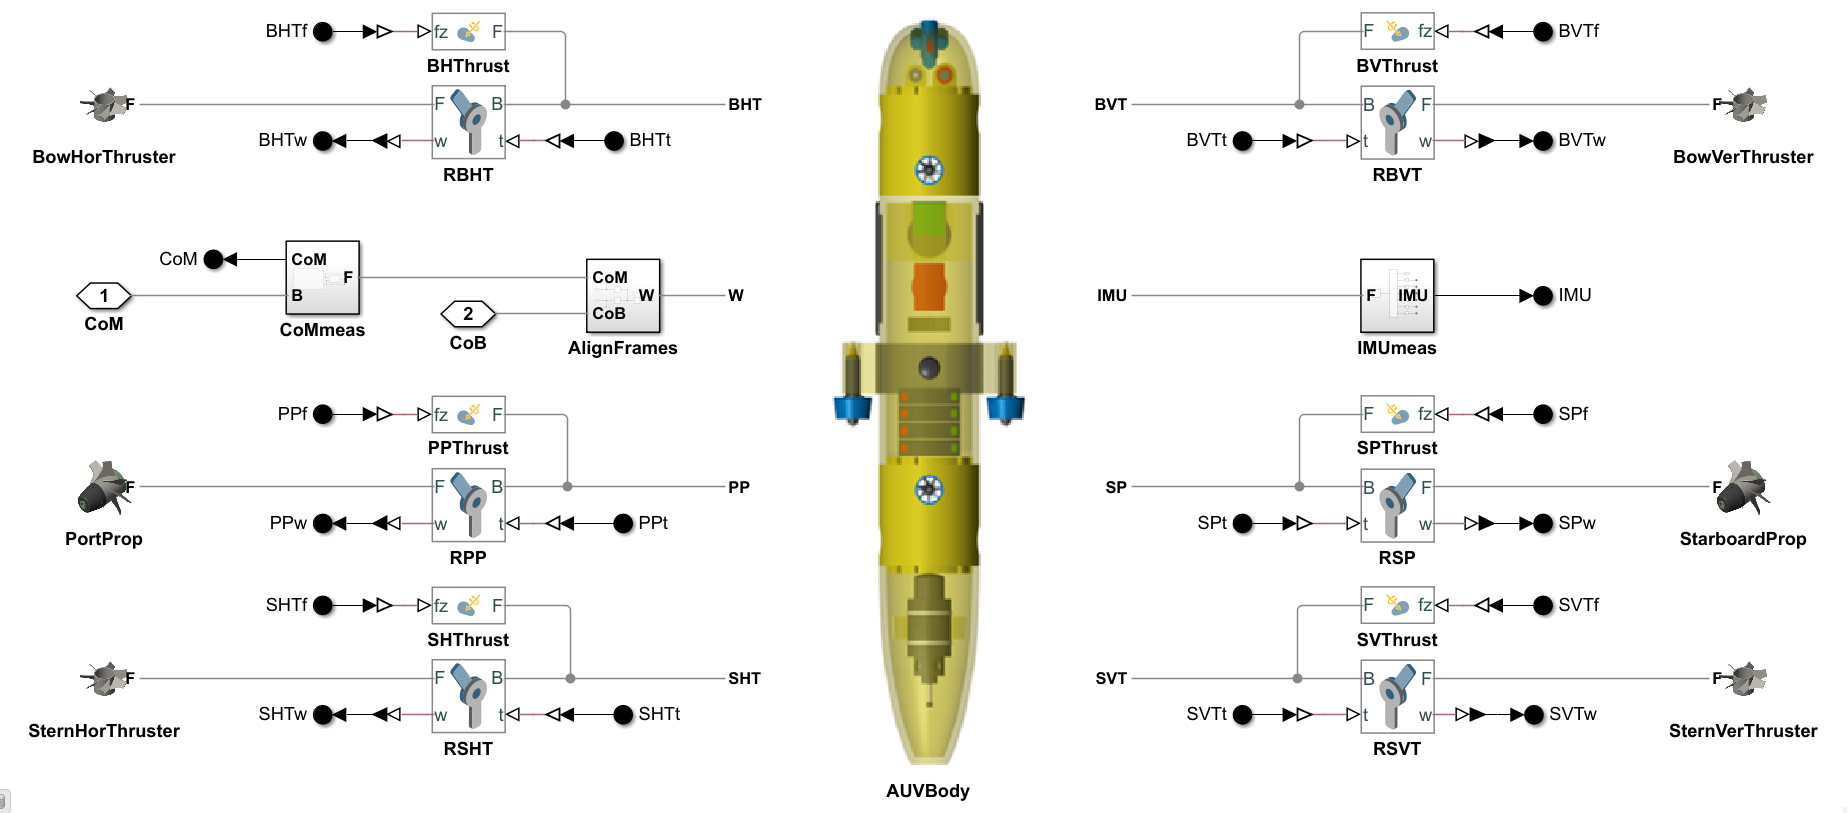 BHTf
fz F
BHThrust
F
F B
BHT
BHTw
w t
BHTt
BowHorThruster
RBHT
CoM
CoM
F
B
1
CoM
CoMmeas
2
CoB
CoM
W
CoB
W
AlignFrames
PPf
fz F
PPThrust
F
F B
PP
PPw
w t
PPt
PortProp
RPP
SHTf
fz F
SHThrust
F
F B
SHT
SHTw
w t
SHTt
SternHorThruster
RSHT
AUVBody
F fz
BVTf
BVThrust
BVT
B F
F
BVTt
t w
BVTw
RBVT
BowVerThruster
IMU
F IMU
IMU
IMUmeas
F fz
SPf
SPThrust
SP
B F
F
SPt
t w
SPw
RSP
StarboardProp
F fz
SVTf
SVThrust
SVT
B F
F
SVTt
t w
SVTw
RSVT
SternVerThruster